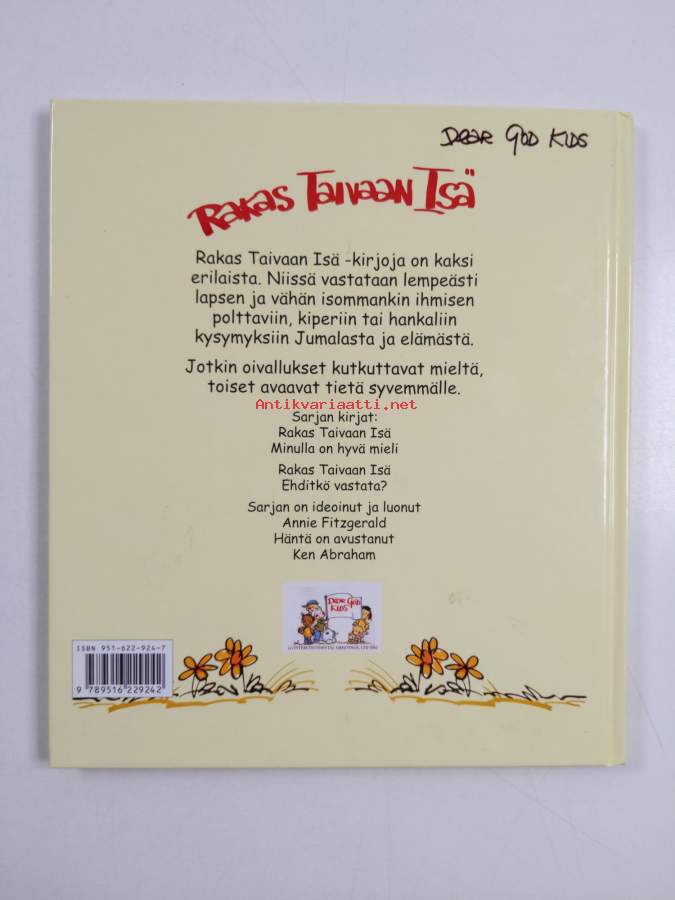 DEAR GOD KIDS
RAKAS TAIVAAN ISÄ
Rakas Taivaan Isä -kirjoja on kaksi
erilaista. Niissä vastataan lempeästi
lapsen ja vähän isommankin ihmisen
polttaviin, kiperiin tai hankaliin
kysymyksiin Jumalasta ja elämästä.
Jotkin oivallukset kutkuttavat mieltä,
toiset avaavat tietä syvemmälle.
Antikvariaatti.net
Sarjan kirjat:
Rakas Taivaan Isä
Minulla on hyvä mieli
Rakas Taivaan Isä
Ehditkö vastata?
Sarjan on ideoinut ja luonut
Annie Fitzgerald
Häntä on avustanut
Ken Abraham
DEAR GOD
KIDS
INTERCONTINENTAL GREETINGS, LTD
ISBN 951-622-924-7
9 789516 229242